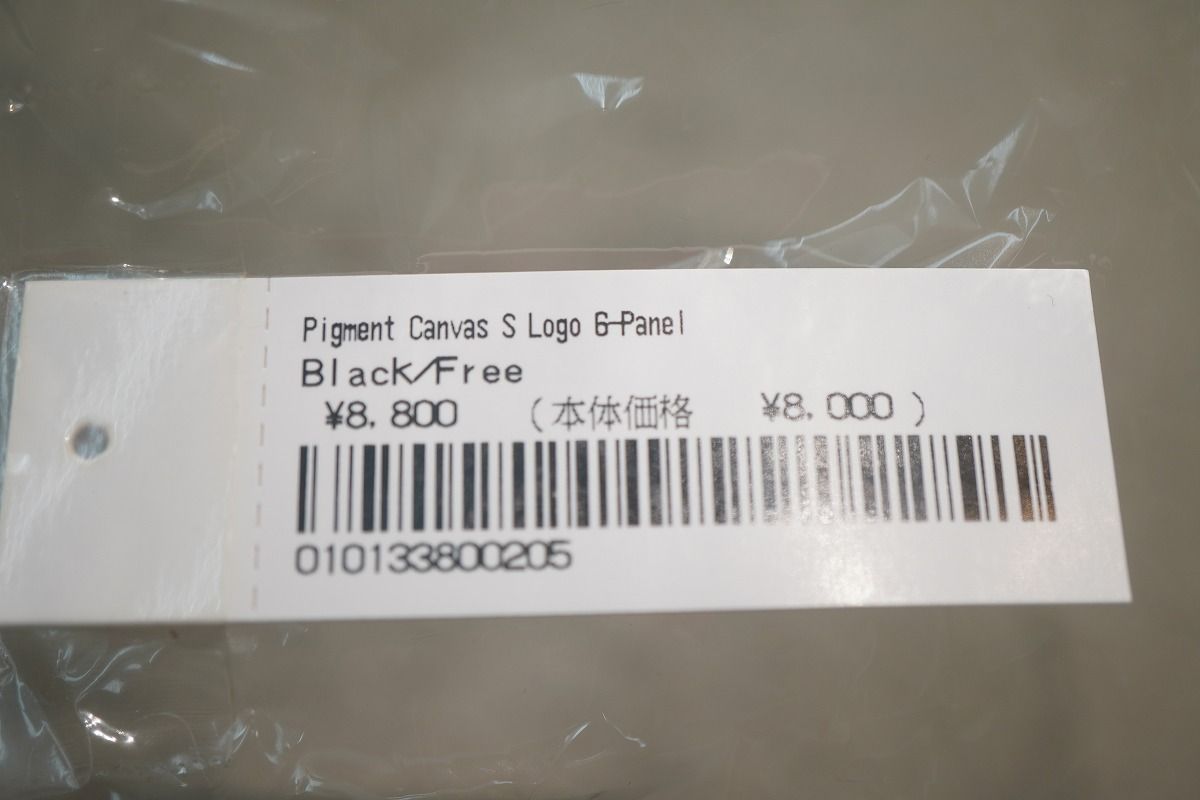 Pigment Canvas S Logo 6-Panel
Black/Free
¥8,800 (本体価格 ¥8,000)
010133800205